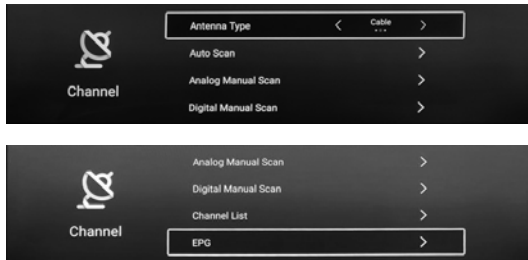 Antenna Type
Cable
Auto Scan
Analog Manual Scan
Digital Manual Scan
Channel
Analog Manual Scan
Digital Manual Scan
Channel List
EPG
Channel